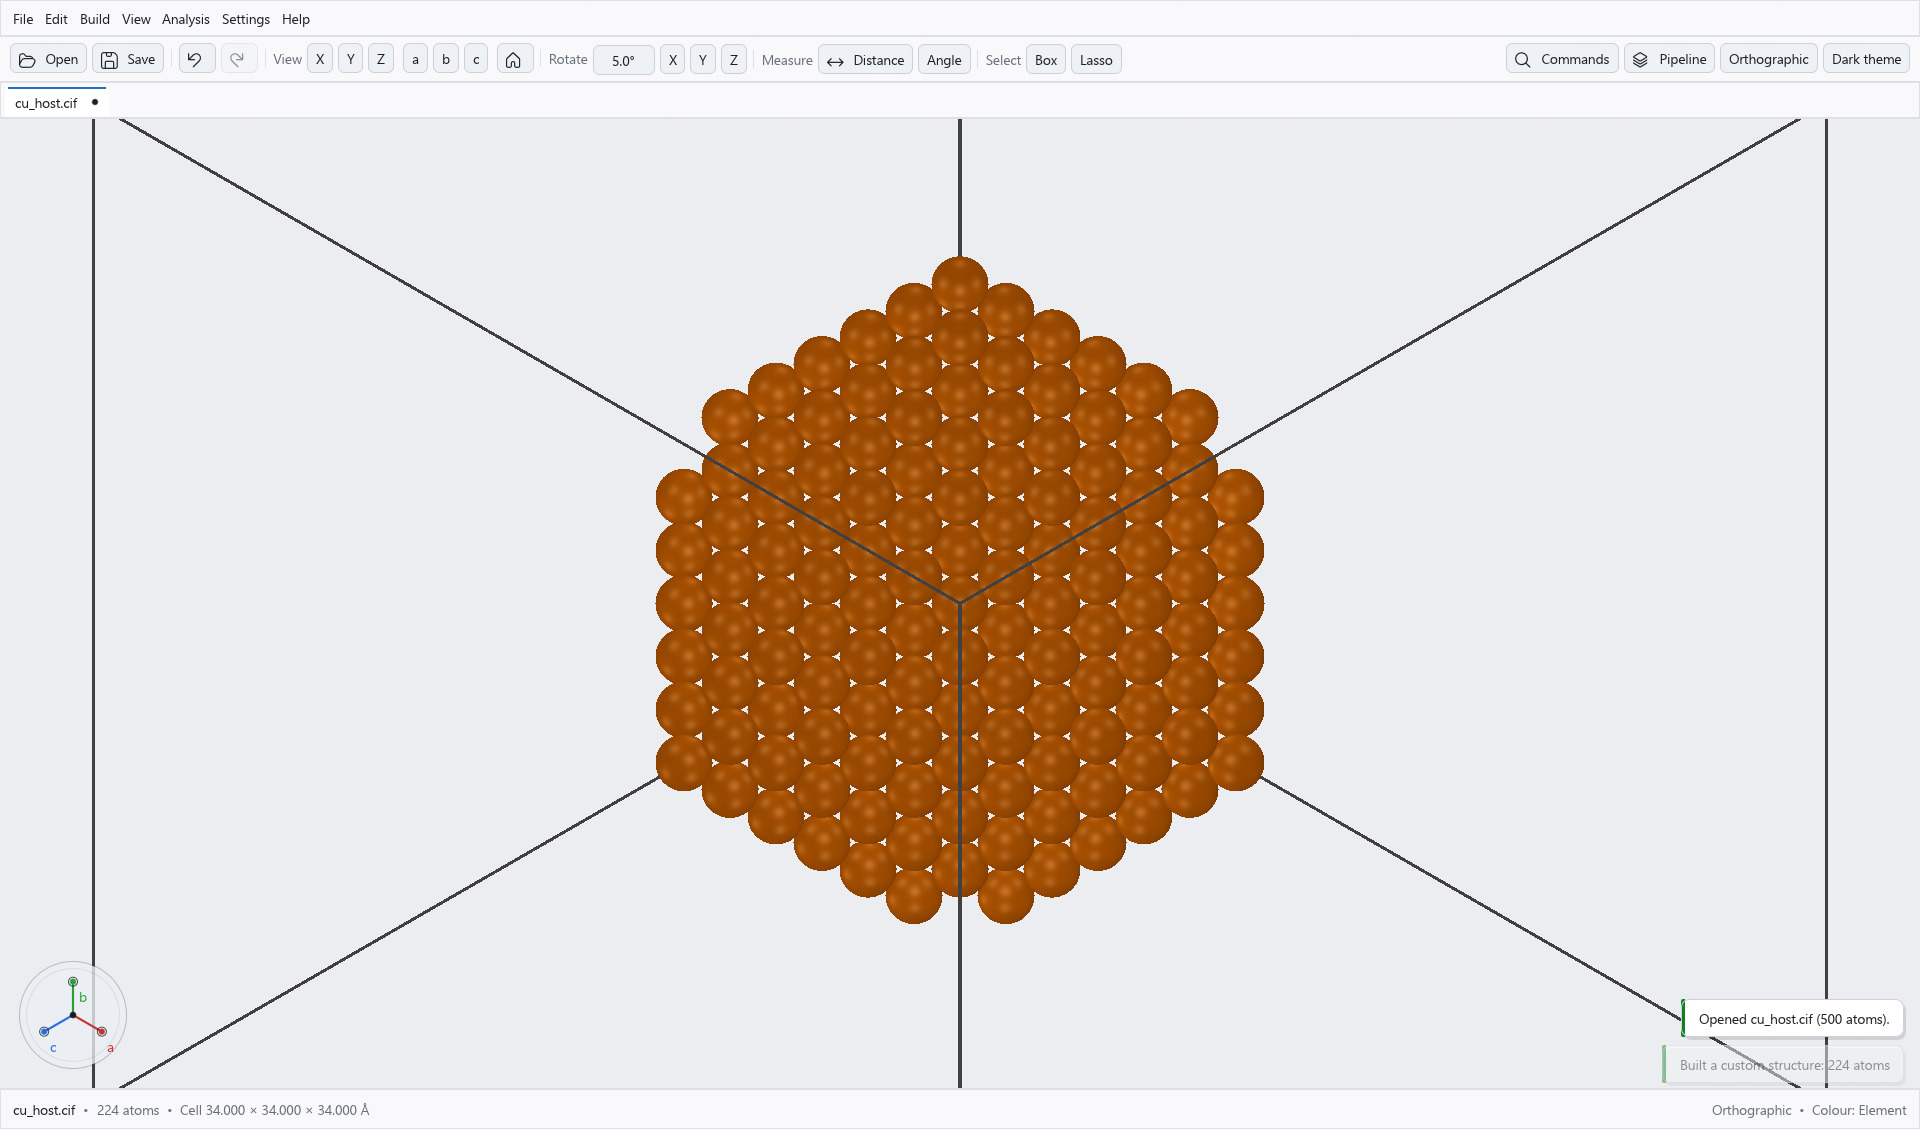 File Edit Build View Analysis Settings Help
Open Save View X Y Z a b c Rotate 5.0° X Y Z Measure Distance Angle Select Box Lasso Commands Pipeline Orthographic Dark theme
cu_host.cif
b
c a
Opened cu_host.cif (500 atoms).
Built a custom structure: 224 atoms
cu_host.cif • 224 atoms • Cell 34.000 × 34.000 × 34.000 Å Orthographic • Colour: Element